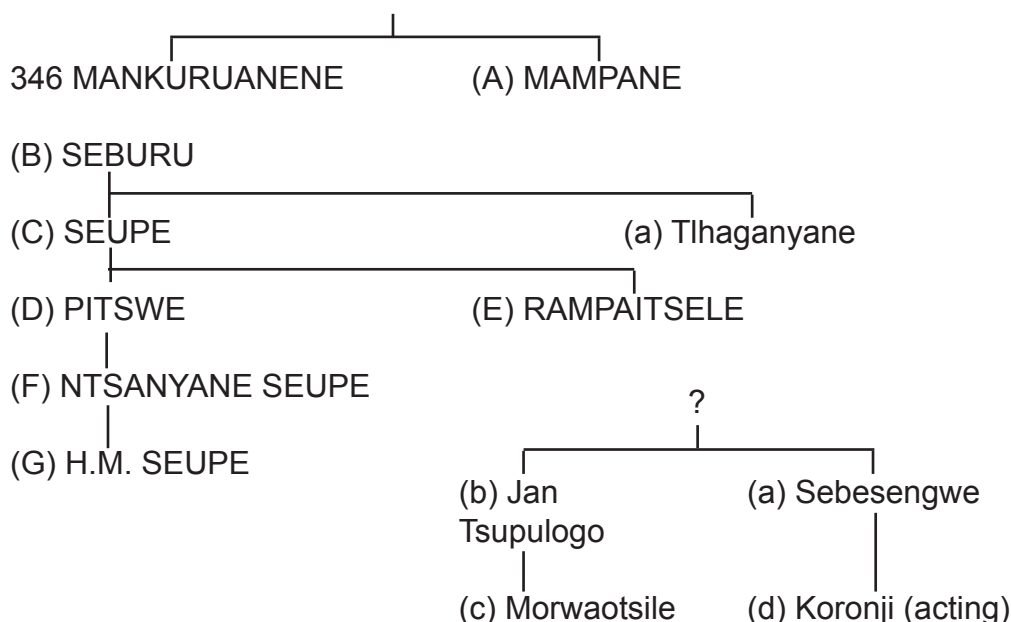 346 MANKURUANENE (A) MAMPANE
(B) SEBURU
(C) SEUPE (a) Tlhaganyane
(D) PITSWE (E) RAMPAITSELE
(F) NTSANYANE SEUPE
?
(G) H.M. SEUPE
(b) Jan (a) Sebesengwe
Tsupulogo
(c) Morwaotsile (d) Koronji (acting)